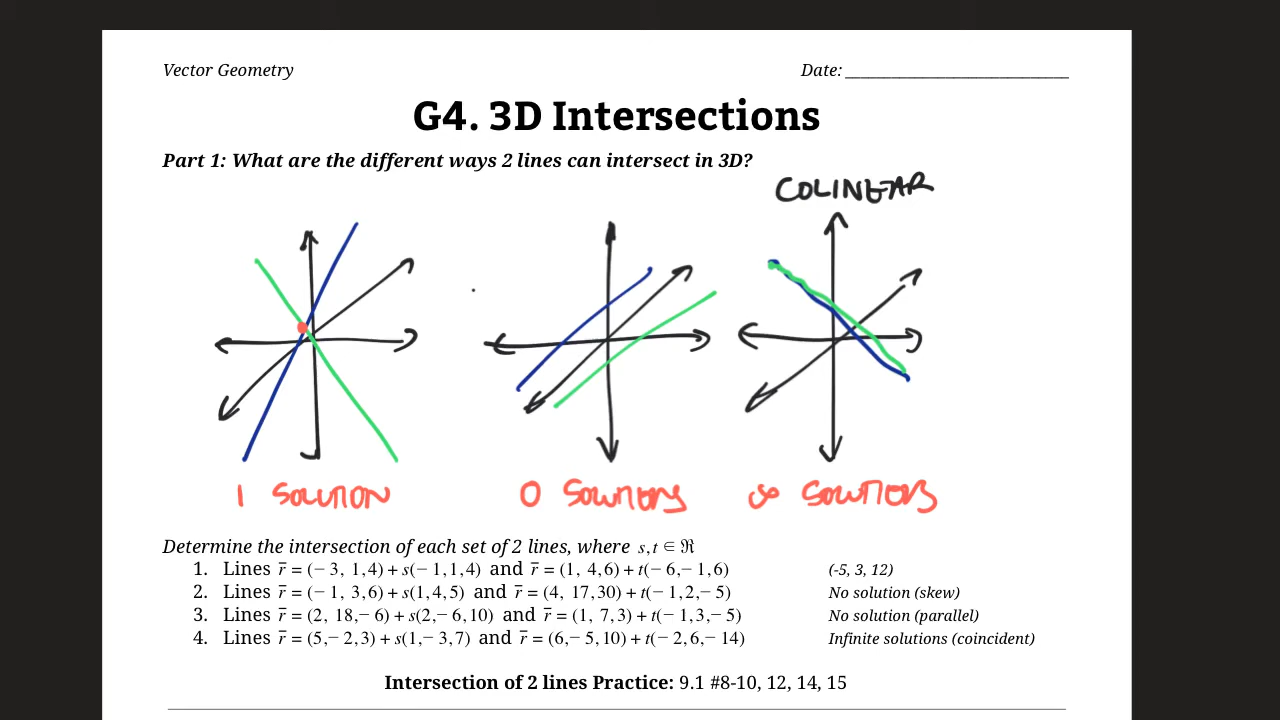 Vector Geometry Date: ______________________________
G4. 3D Intersections
Part 1: What are the different ways 2 lines can intersect in 3D?
COLINEAR
1 SOLUTION 0 SOLUTIONS ∞ SOLUTIONS
Determine the intersection of each set of 2 lines, where s,t ∈ ℜ
1. Lines r̅ = (− 3, 1,4) + s(− 1,1,4) and r̅ = (1, 4,6) + t(− 6,− 1,6) (-5, 3, 12)
2. Lines r̅ = (− 1, 3,6) + s(1,4,5) and r̅ = (4, 17,30) + t(− 1,2,− 5) No solution (skew)
3. Lines r̅ = (2, 18,− 6) + s(2,− 6,10) and r̅ = (1, 7,3) + t(− 1,3,− 5) No solution (parallel)
4. Lines r̅ = (5,− 2,3) + s(1,− 3,7) and r̅ = (6,− 5,10) + t(− 2,6,− 14) Infinite solutions (coincident)
Intersection of 2 lines Practice: 9.1 #8-10, 12, 14, 15